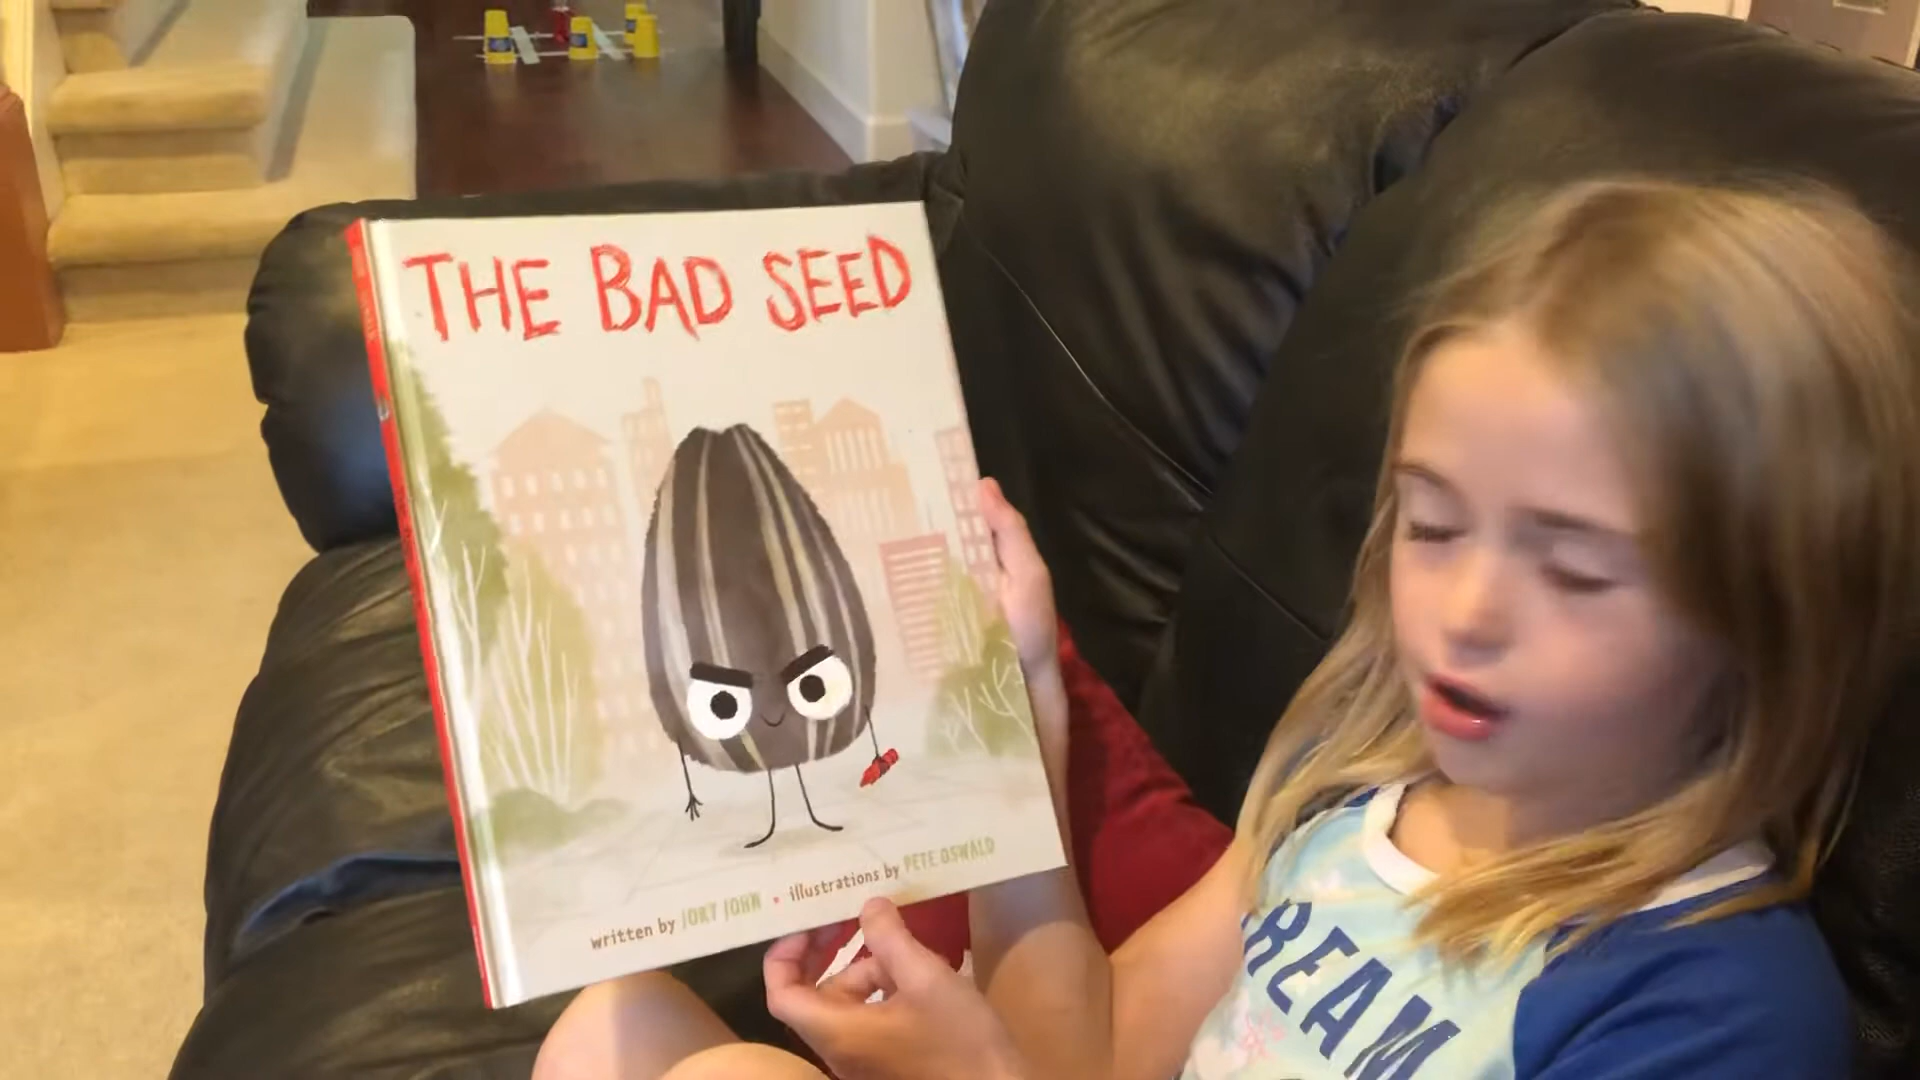 THE BAD SEED
written by JORY JOHN • illustrations by PETE OSWALD
REAM